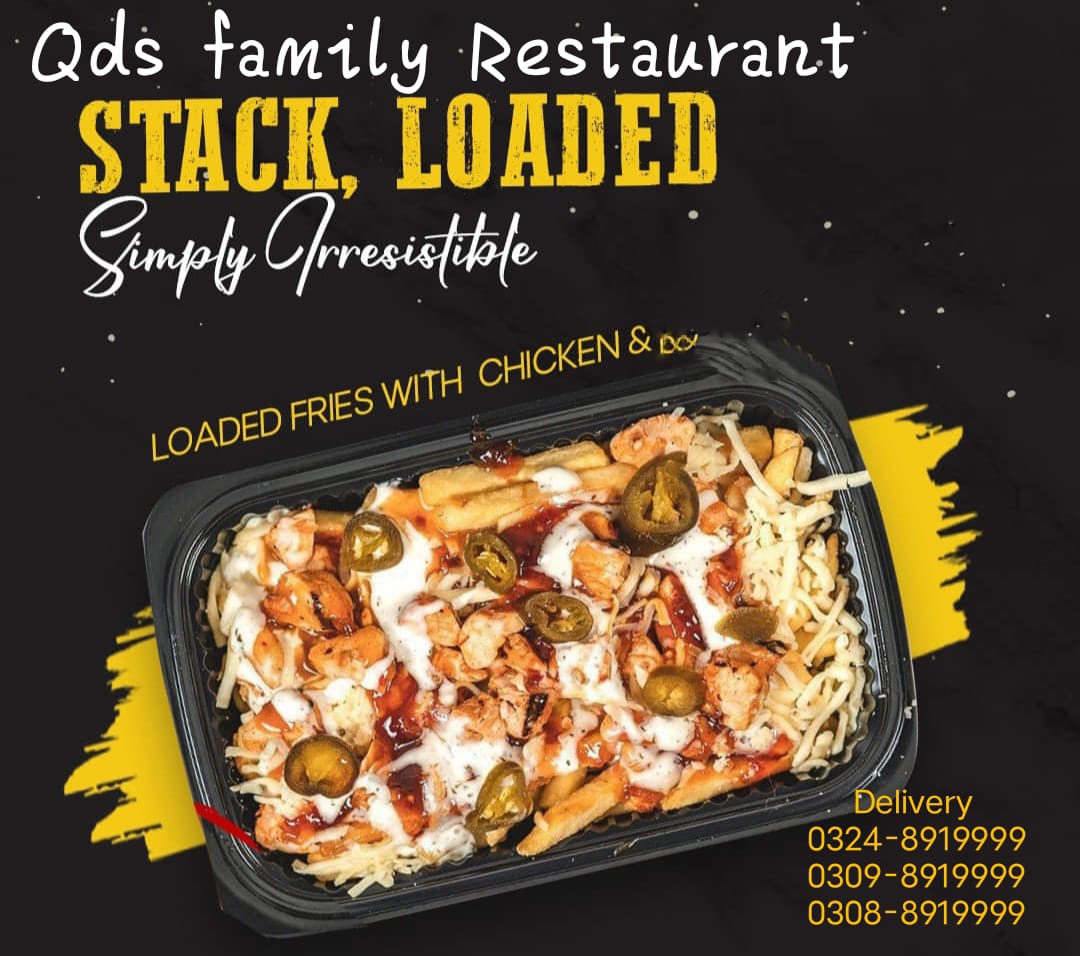 Qds family Restaurant
STACK, LOADED
Simply Irresistible
LOADED FRIES WITH CHICKEN &
Delivery
0324-8919999
0309-8919999
0308-8919999